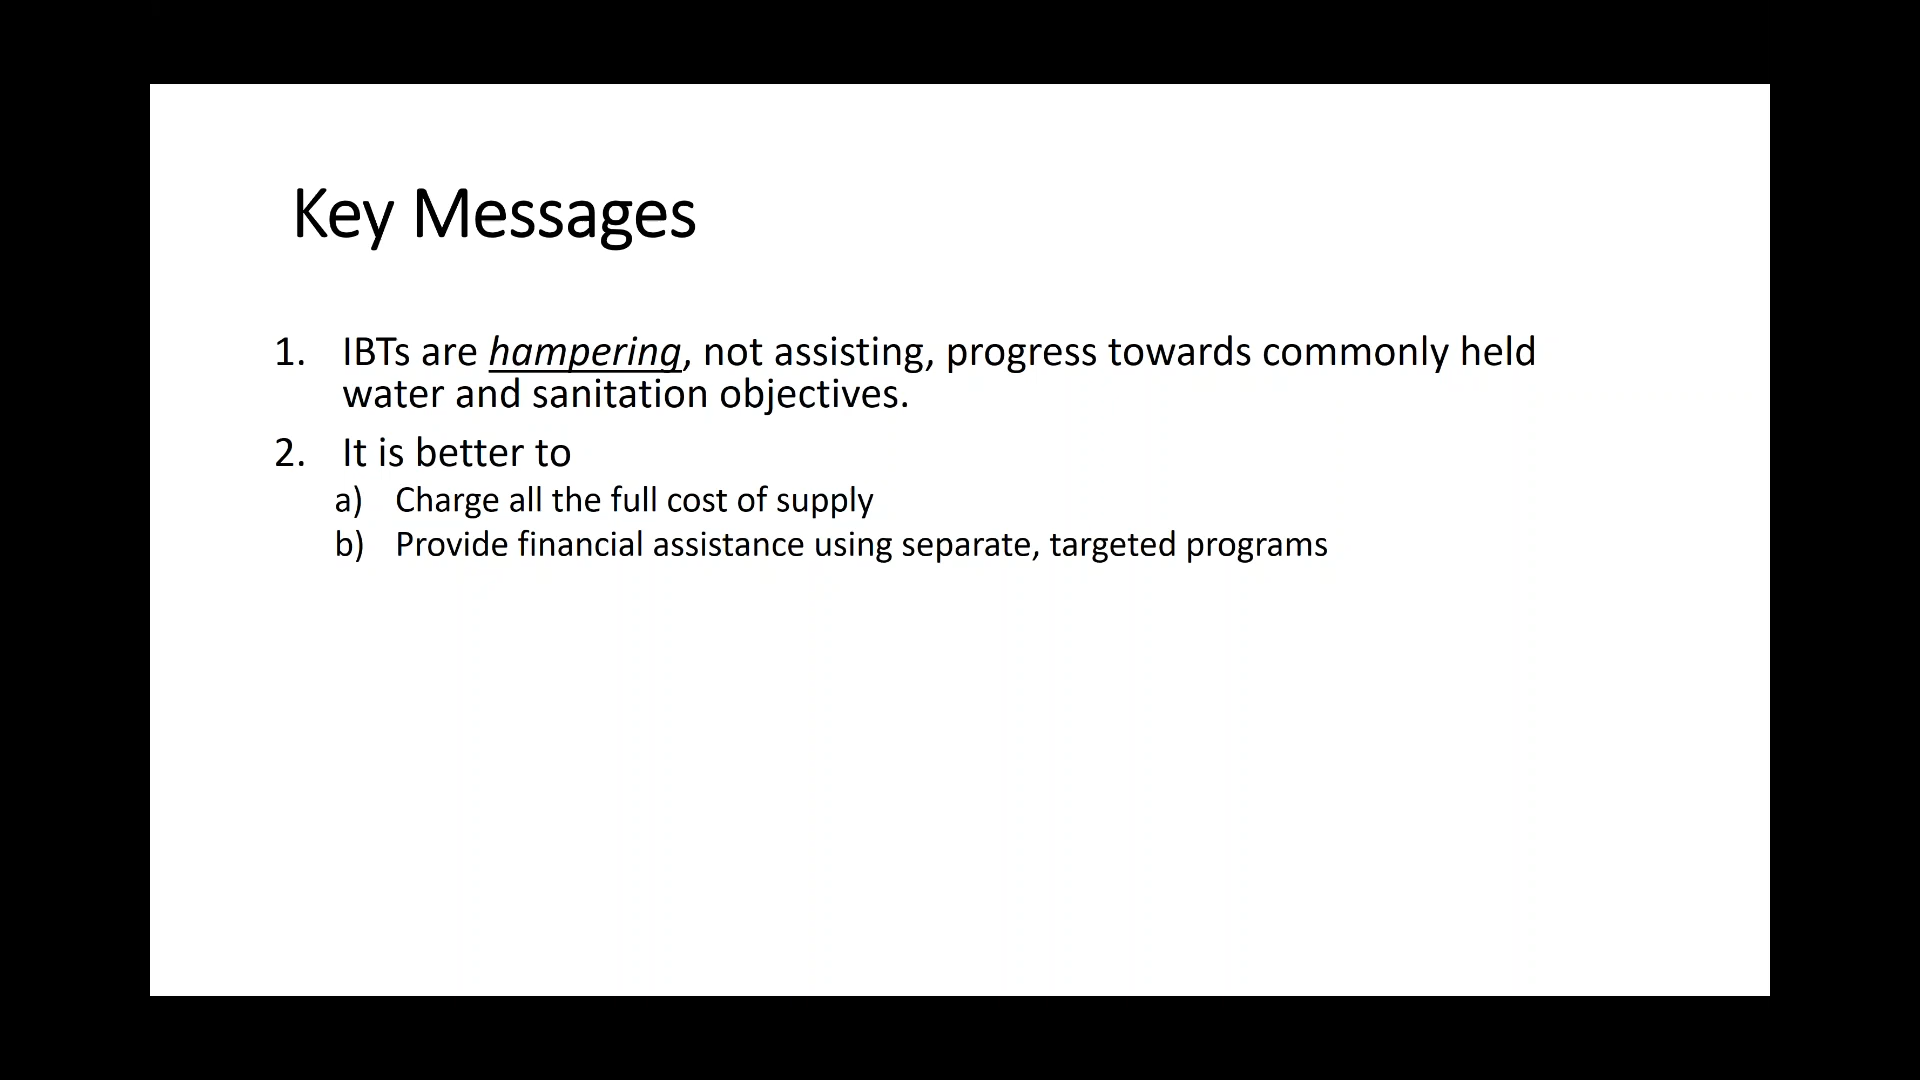 Key Messages
1. IBTs are hampering, not assisting, progress towards commonly held
water and sanitation objectives.
2. It is better to
a) Charge all the full cost of supply
b) Provide financial assistance using separate, targeted programs